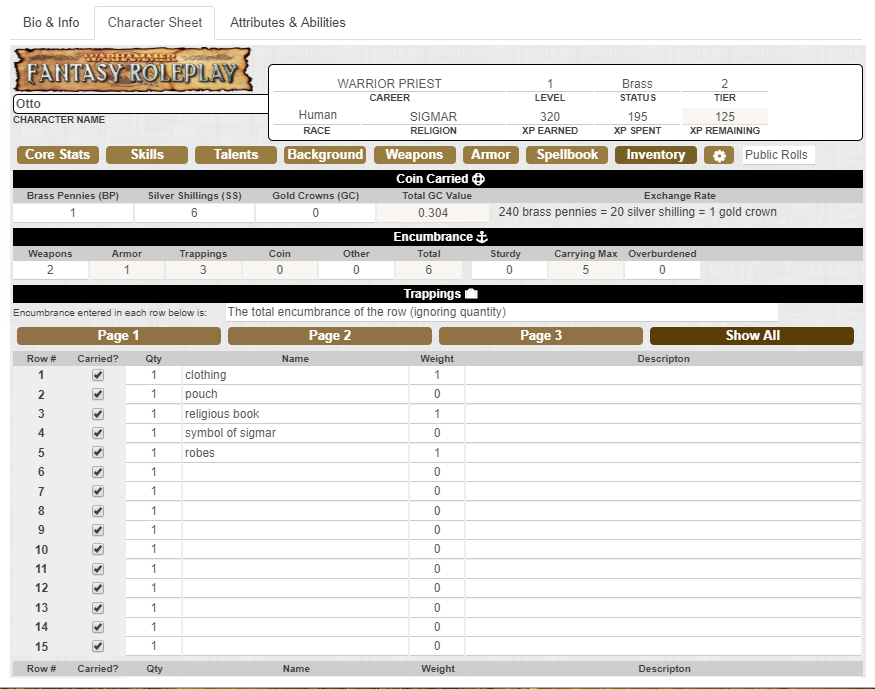 Bio & Info Character Sheet Attributes & Abilities
WARHAMMER
FANTASY ROLEPLAY
Otto
CHARACTER NAME
WARRIOR PRIEST 1 Brass 2
CAREER LEVEL STATUS TIER
Human SIGMAR 320 195 125
RACE RELIGION XP EARNED XP SPENT XP REMAINING
Core Stats Skills Talents Background Weapons Armor Spellbook Inventory Public Rolls
Coin Carried
Brass Pennies (BP) Silver Shillings (SS) Gold Crowns (GC) Total GC Value Exchange Rate
1 6 0 0.304 240 brass pennies = 20 silver shilling = 1 gold crown
Encumbrance
Weapons Armor Trappings Coin Other Total Sturdy Carrying Max Overburdened
2 1 3 0 0 6 0 5 0
Trappings
Encumbrance entered in each row below is: The total encumbrance of the row (ignoring quantity)
Page 1 Page 2 Page 3 Show All
Row # Carried? Qty Name Weight Descripton
1 1 clothing 1
2 1 pouch 0
3 1 religious book 1
4 1 symbol of sigmar 0
5 1 robes 1
6 1 0
7 1 0
8 1 0
9 1 0
10 1 0
11 1 0
12 1 0
13 1 0
14 1 0
15 1 0
Row # Carried? Qty Name Weight Descripton